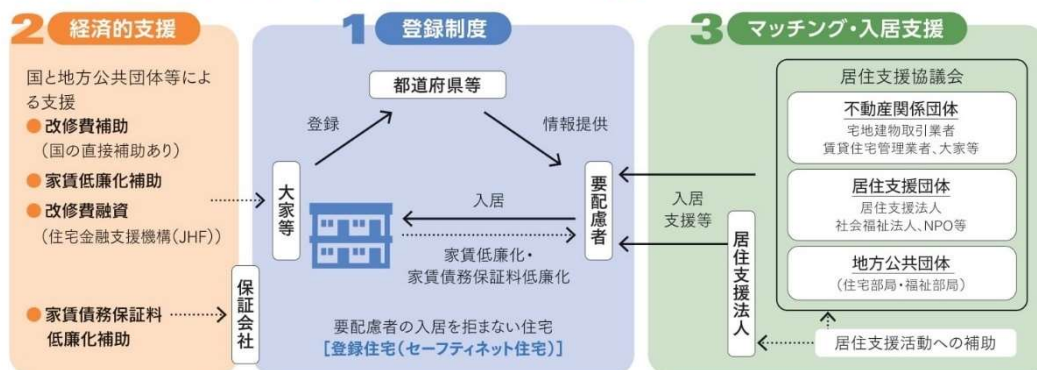 2 経済的支援
国と地方公共団体等によ
る支援
●改修費補助
（国の直接補助あり）
●家賃低廉化補助
●改修費融資
（住宅金融支援機構（JHF））
●家賃債務保証料
低廉化補助
1 登録制度
都道府県等
登録
情報提供
大家等
要配慮者
入居
家賃低廉化・
家賃債務保証料低廉化
保証会社
要配慮者の入居を拒まない住宅
［登録住宅（セーフティネット住宅）］
3 マッチング・入居支援
居住支援協議会
不動産関係団体
宅地建物取引業者
賃貸住宅管理業者、大家等
居住支援団体
居住支援法人
社会福祉法人、NPO等
地方公共団体
（住宅部局・福祉部局）
入居
支援等
居住支援法人
居住支援活動への補助